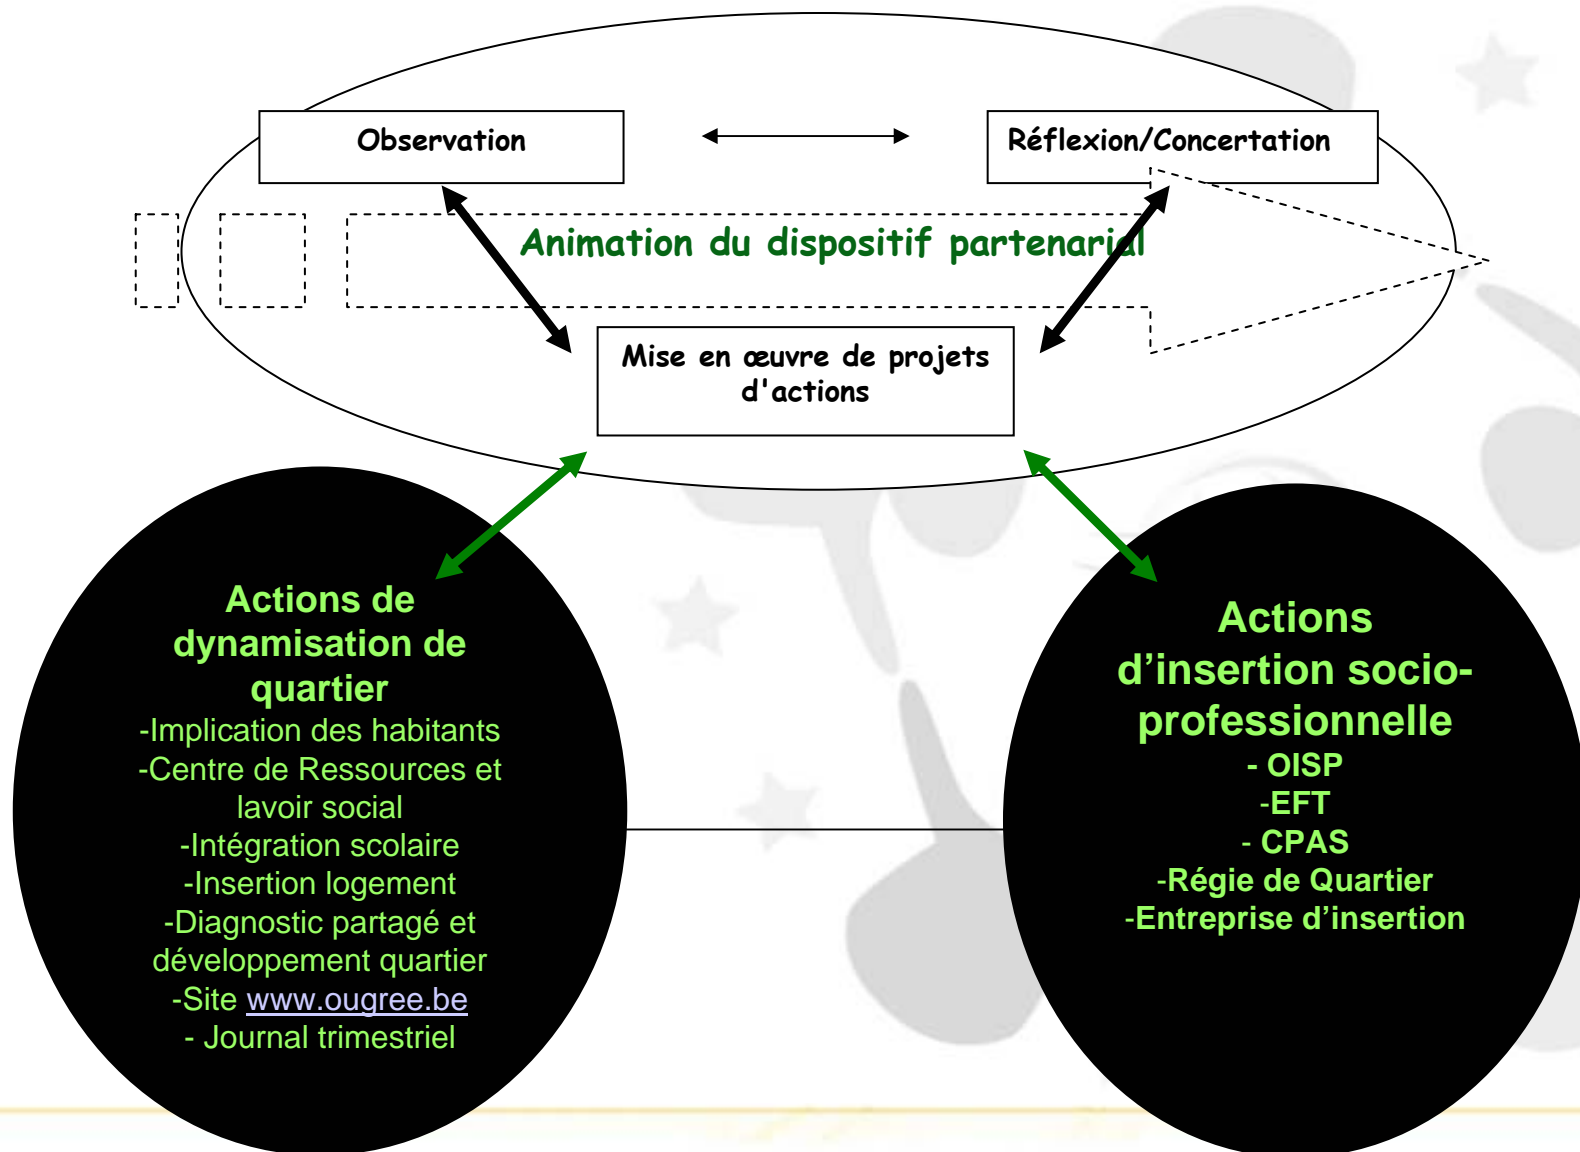 Observation
Réflexion/Concertation
Animation du dispositif partenarial
Mise en œuvre de projets
d'actions
Actions de
dynamisation de
quartier
-Implication des habitants
-Centre de Ressources et
lavoir social
-Intégration scolaire
-Insertion logement
-Diagnostic partagé et
développement quartier
-Site www.ougree.be
- Journal trimestriel
Actions
d’insertion socio-
professionnelle
- OISP
-EFT
- CPAS
-Régie de Quartier
-Entreprise d’insertion